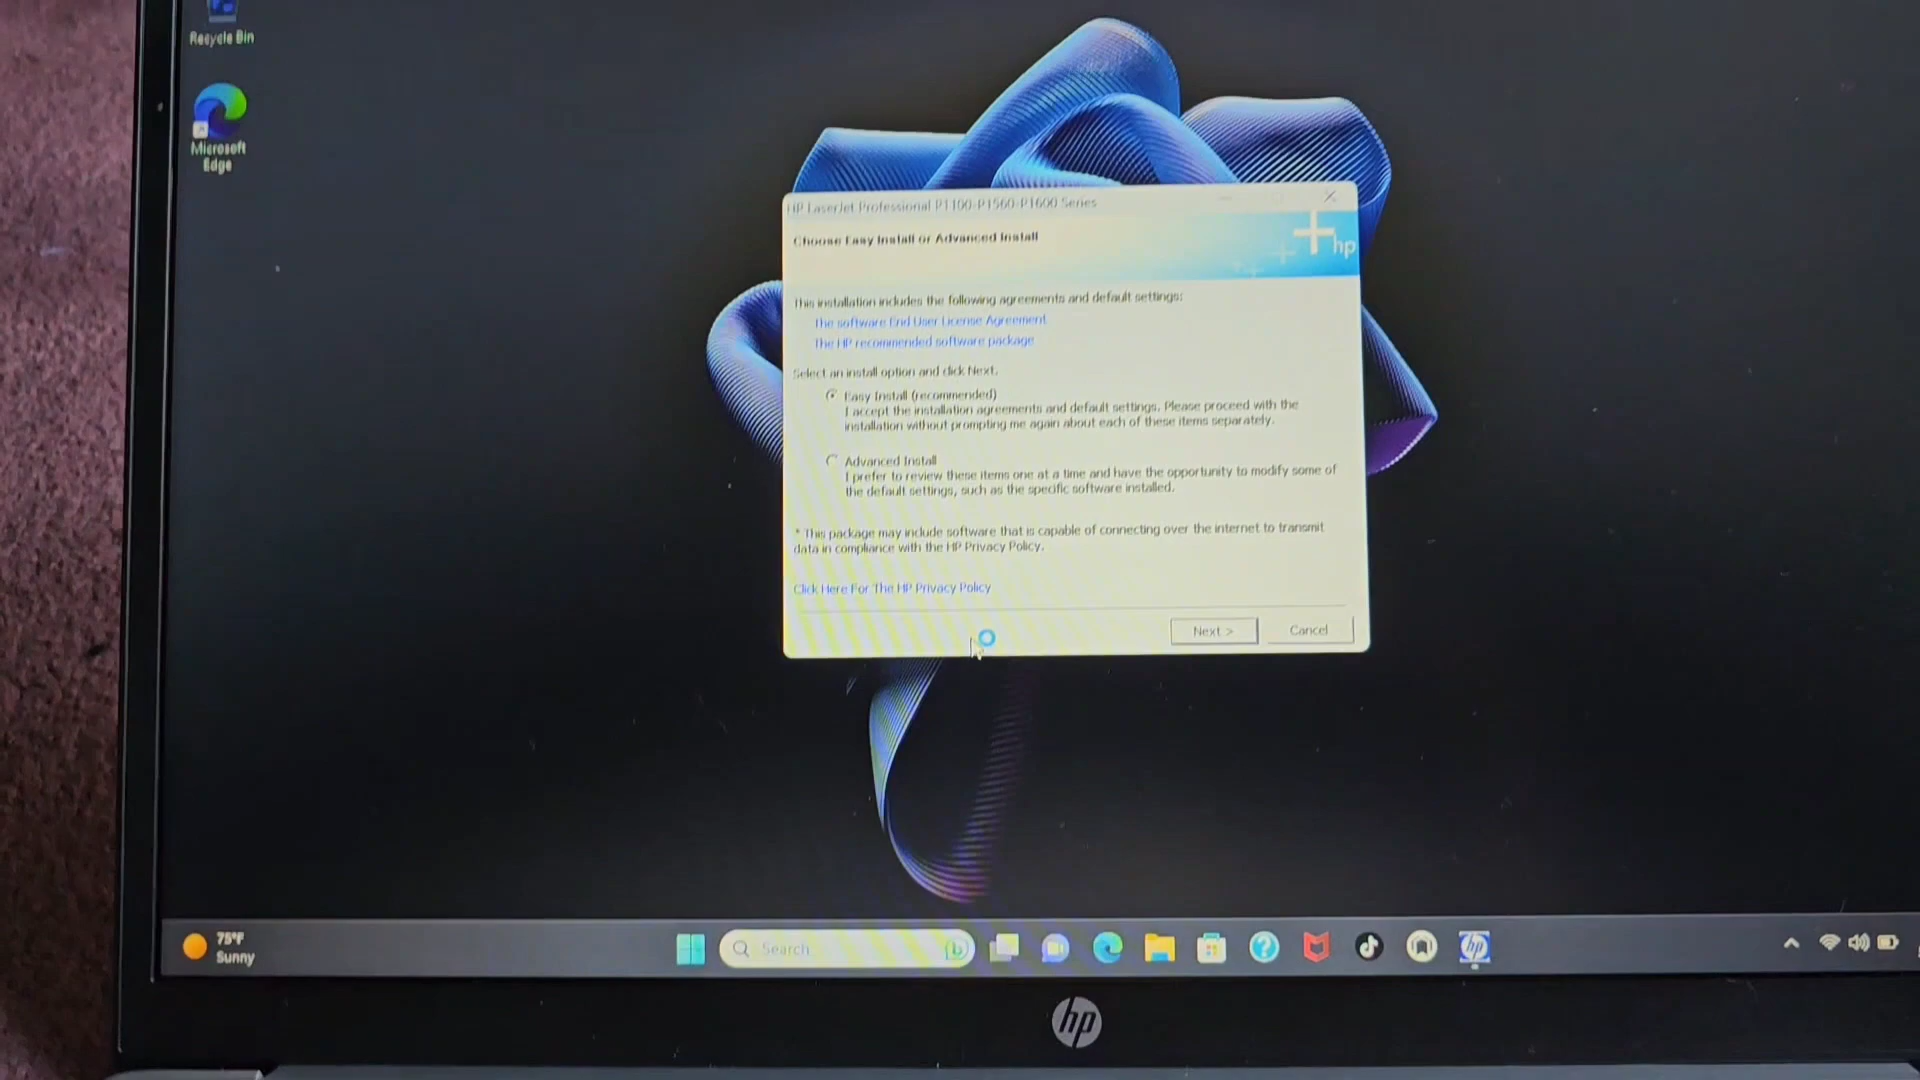 Recycle Bin
Microsoft
Edge
HP LaserJet Professional P1100-P1560-P1600 Series
Choose Easy Install or Advanced Install
hp
This installation includes the following agreements and default settings:
The software End User License Agreement
The HP recommended software package
Select an install option and click Next.
Easy Install (recommended)
I accept the installation agreements and default settings. Please proceed with the
installation without prompting me again about each of these items separately.
Advanced Install
I prefer to review these items one at a time and have the opportunity to modify some of
the default settings, such as the specific software installed.
* This package may include software that is capable of connecting over the internet to transmit
data in compliance with the HP Privacy Policy.
Click Here For The HP Privacy Policy
Next >
Cancel
75°F
Sunny
Search
b
hp
hp